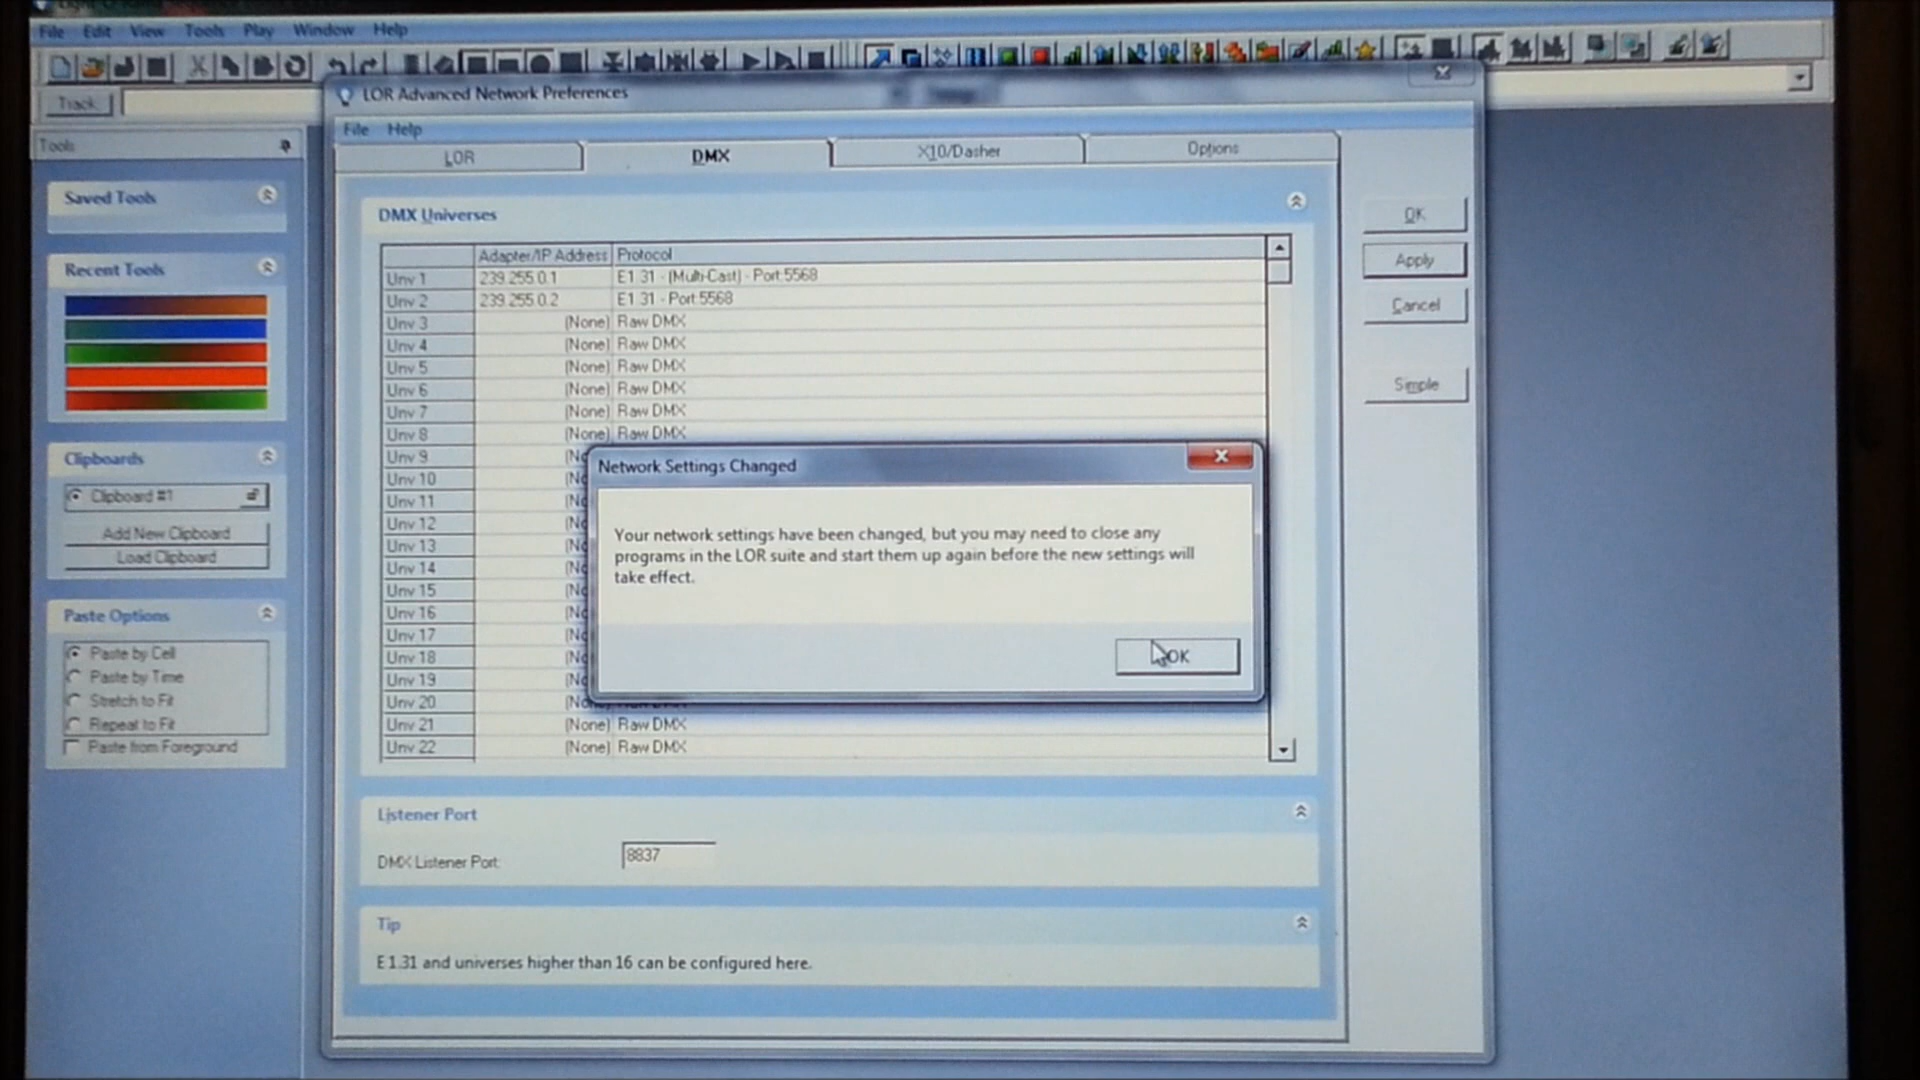 File Edit View Tools Play Window Help
Track
LOR Advanced Network Preferences
File Help
LOR DMX X10/Dasher Options
Tools
Saved Tools
Recent Tools
Clipboards
Clipboard #1
Add New Clipboard
Load Clipboard
Paste Options
Paste by Cell
Paste by Time
Stretch to Fit
Repeat to Fit
Paste from Foreground
DMX Universes
Adapter/IP Address Protocol
Unv 1 239.255.0.1 E1.31 - (Multi-Cast) - Port 5568
Unv 2 239.255.0.2 E1.31 - Port 5568
Unv 3 (None) Raw DMX
Unv 4 (None) Raw DMX
Unv 5 (None) Raw DMX
Unv 6 (None) Raw DMX
Unv 7 (None) Raw DMX
Unv 8 (None) Raw DMX
Unv 9
Unv 10
Unv 11
Unv 12
Unv 13
Unv 14
Unv 15
Unv 16
Unv 17
Unv 18
Unv 19
Unv 20
Unv 21 (None) Raw DMX
Unv 22 (None) Raw DMX
Network Settings Changed
Your network settings have been changed, but you may need to close any
programs in the LOR suite and start them up again before the new settings will
take effect.
OK
Listener Port
DMX Listener Port: 8837
Tip
E1.31 and universes higher than 16 can be configured here.
OK
Apply
Cancel
Simple